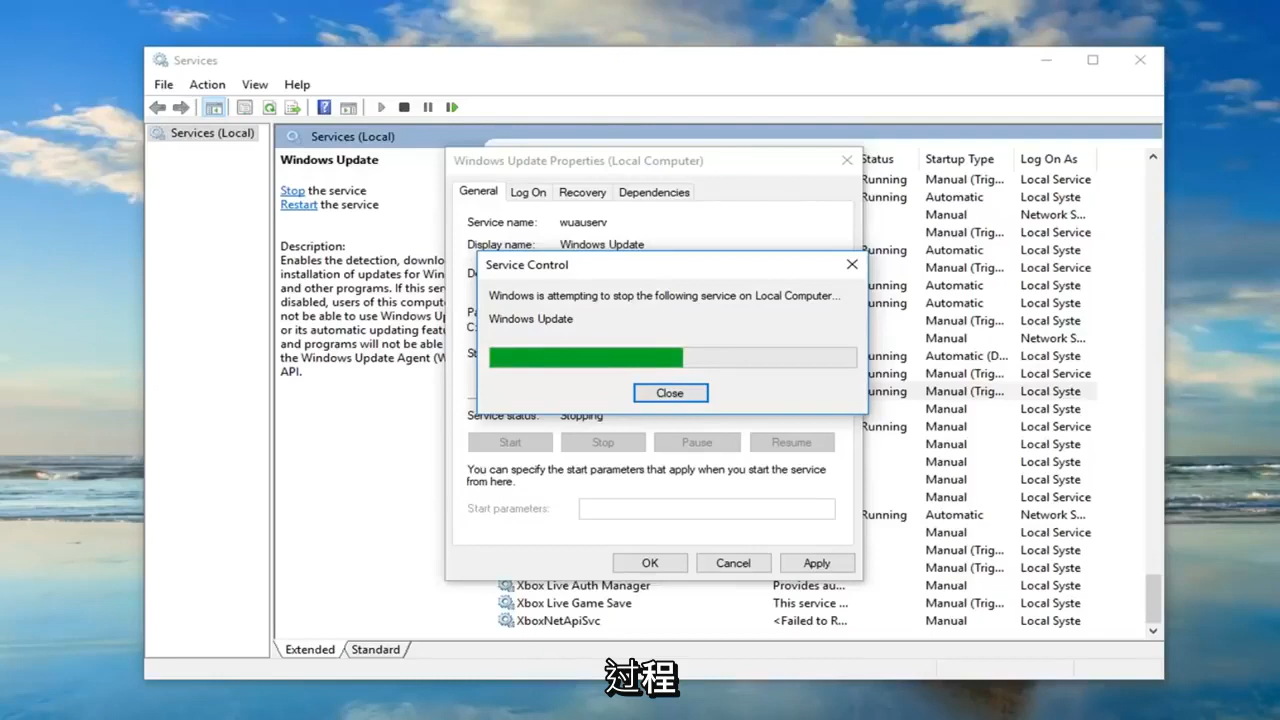 Services
File Action View Help
Services (Local)
Services (Local)
Windows Update
Stop the service
Restart the service
Description:
Enables the detection, downlo
installation of updates for Win
and other programs. If this ser
disabled, users of this compute
not be able to use Windows Up
or its automatic updating featu
and programs will not be able
the Windows Update Agent (W
API.
Windows Update Properties (Local Computer)
General Log On Recovery Dependencies
Service name: wuauserv
Display name: Windows Update
Service Control
Windows is attempting to stop the following service on Local Computer...
Windows Update
Close
Service status: Stopping
Start Stop Pause Resume
You can specify the start parameters that apply when you start the service
from here.
Start parameters:
OK Cancel Apply
Status Startup Type Log On As
Running Manual (Trig... Local Service
Running Automatic Local Syste
Manual Network S...
Running Manual (Trig... Local Service
Running Automatic Local Syste
Manual (Trig... Local Service
Running Automatic Local Syste
Running Automatic Local Syste
Manual (Trig... Local Syste
Manual Network S...
Running Automatic (D... Local Syste
Running Manual (Trig... Local Service
Running Manual (Trig... Local Syste
Manual Local Syste
Running Manual Local Service
Manual Local Syste
Manual Local Syste
Manual Local Syste
Manual Local Service
Running Automatic Network S...
Manual Local Service
Manual (Trig... Local Syste
Manual (Trig... Local Syste
Xbox Live Auth Manager Provides au... Manual Local Syste
Xbox Live Game Save This service ... Manual (Trig... Local Syste
XboxNetApiSvc <Failed to R... Manual Local Syste
Extended Standard
过程